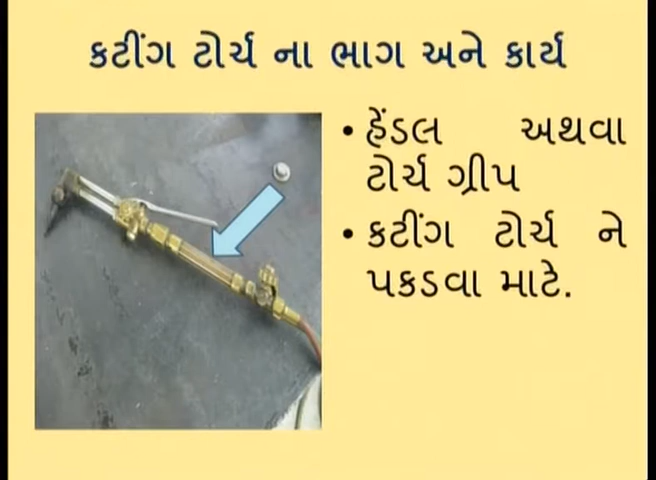 કટીંગ ટોર્ચ ના ભાગ અને કાર્ય
• હેંડલ અથવા
ટોર્ચ ગ્રીપ
• કટીંગ ટોર્ચ ને
પકડવા માટે.